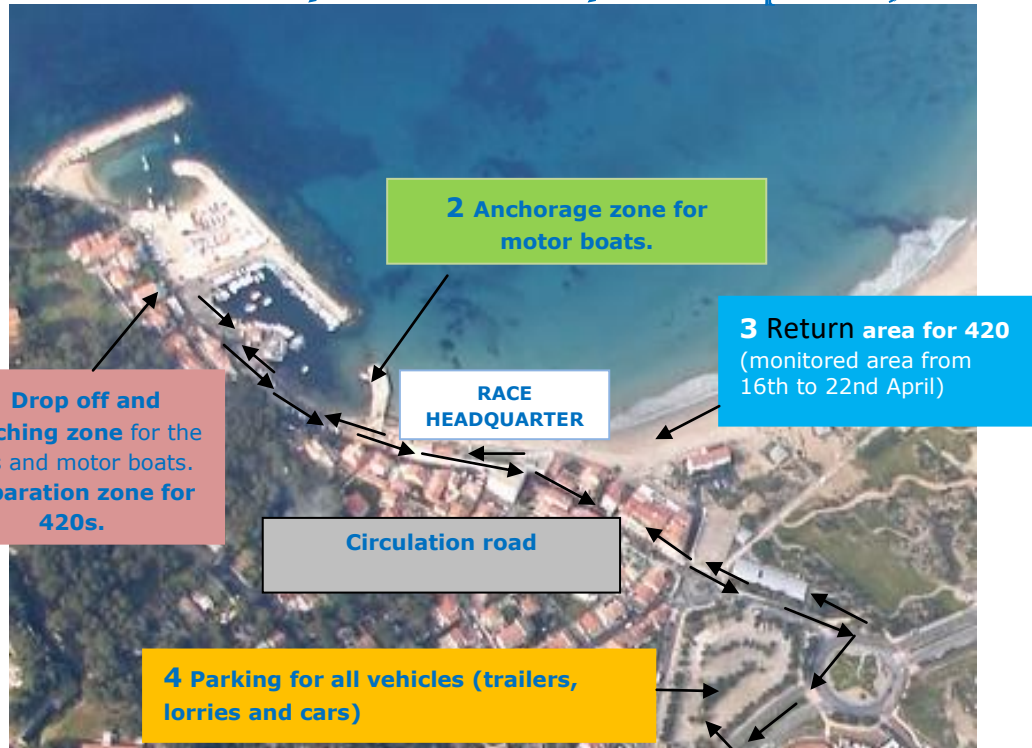 2 Anchorage zone for
motor boats.
3 Return area for 420
(monitored area from
16th to 22nd April)
RACE
HEADQUARTER
Drop off and
zone for the
and motor boats.
zone for
420s.
Circulation road
4 Parking for all vehicles (trailers,
lorries and cars)